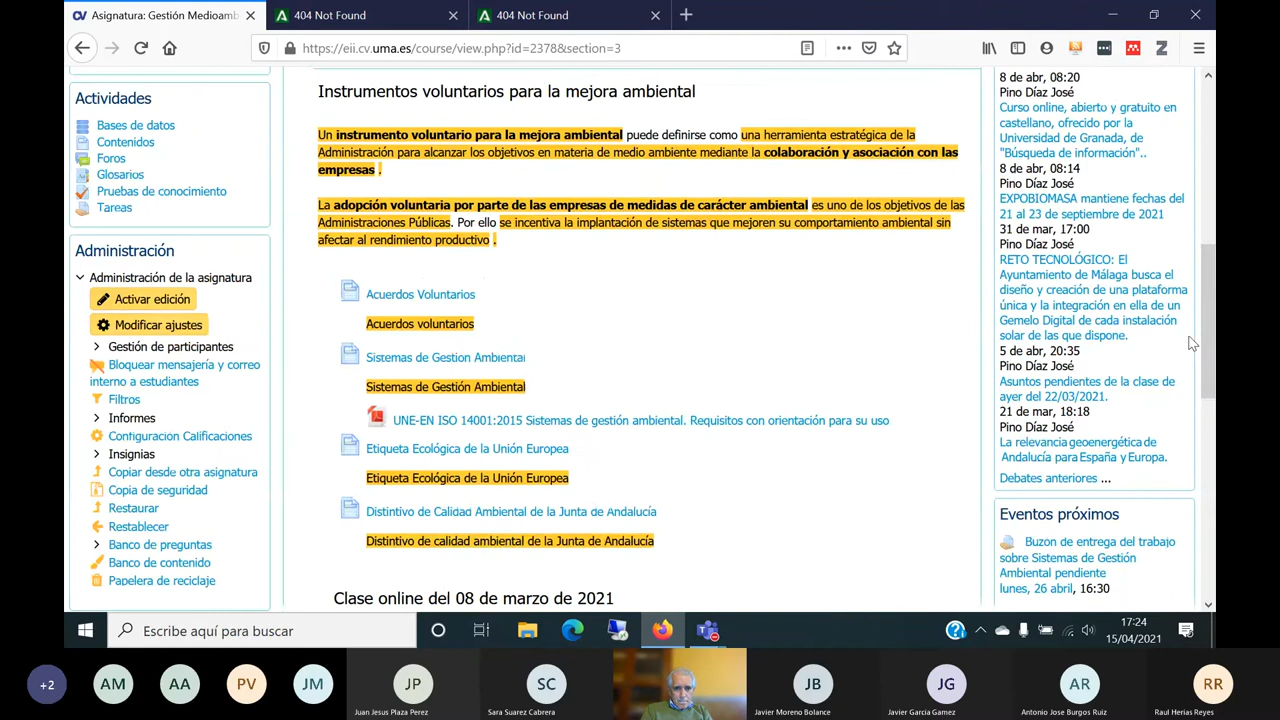 Asignatura: Gestión Medioamb
404 Not Found
404 Not Found
https://eii.cv.uma.es/course/view.php?id=2378&section=3
Actividades
Bases de datos
Contenidos
Foros
Glosarios
Pruebas de conocimiento
Tareas
Administración
Administración de la asignatura
Activar edición
Modificar ajustes
Gestión de participantes
Bloquear mensajería y correo
interno a estudiantes
Filtros
Informes
Configuración Calificaciones
Insignias
Copiar desde otra asignatura
Copia de seguridad
Restaurar
Restablecer
Banco de preguntas
Banco de contenido
Papelera de reciclaje
Instrumentos voluntarios para la mejora ambiental
Un instrumento voluntario para la mejora ambiental puede definirse como una herramienta estratégica de la
Administración para alcanzar los objetivos en materia de medio ambiente mediante la colaboración y asociación con las
empresas .
La adopción voluntaria por parte de las empresas de medidas de carácter ambiental es uno de los objetivos de las
Administraciones Públicas. Por ello se incentiva la implantación de sistemas que mejoren su comportamiento ambiental sin
afectar al rendimiento productivo .
Acuerdos Voluntarios
Acuerdos voluntarios
Sistemas de Gestion Ambiental
Sistemas de Gestión Ambiental
UNE-EN ISO 14001:2015 Sistemas de gestión ambiental. Requisitos con orientación para su uso
Etiqueta Ecológica de la Unión Europea
Etiqueta Ecológica de la Unión Europea
Distintivo de Calidad Ambiental de la Junta de Andalucía
Distintivo de calidad ambiental de la Junta de Andalucía
Clase online del 08 de marzo de 2021
8 de abr, 08:20
Pino Díaz José
Curso online, abierto y gratuito en
castellano, ofrecido por la
Universidad de Granada, de
"Búsqueda de información"..
8 de abr, 08:14
Pino Díaz José
EXPOBIOMASA mantiene fechas del
21 al 23 de septiembre de 2021
31 de mar, 17:00
Pino Díaz José
RETO TECNOLÓGICO: El
Ayuntamiento de Málaga busca el
diseño y creación de una plataforma
única y la integración en ella de un
Gemelo Digital de cada instalación
solar de las que dispone.
5 de abr, 20:35
Pino Díaz José
Asuntos pendientes de la clase de
ayer del 22/03/2021.
21 de mar, 18:18
Pino Díaz José
La relevancia geoenergética de
Andalucía para España y Europa.
Debates anteriores ...
Eventos próximos
Buzon de entrega del trabajo
sobre Sistemas de Gestión
Ambiental pendiente
lunes, 26 abril, 16:30
Escribe aquí para buscar
17:24
15/04/2021
+2
AM
AA
PV
JM
JP
Juan Jesus Plaza Perez
SC
Sara Suarez Cabrera
JB
Javier Moreno Bolance
JG
Javier Garcia Gamez
AR
Antonio Jose Burgos Ruiz
RR
Raul Herias Reyes